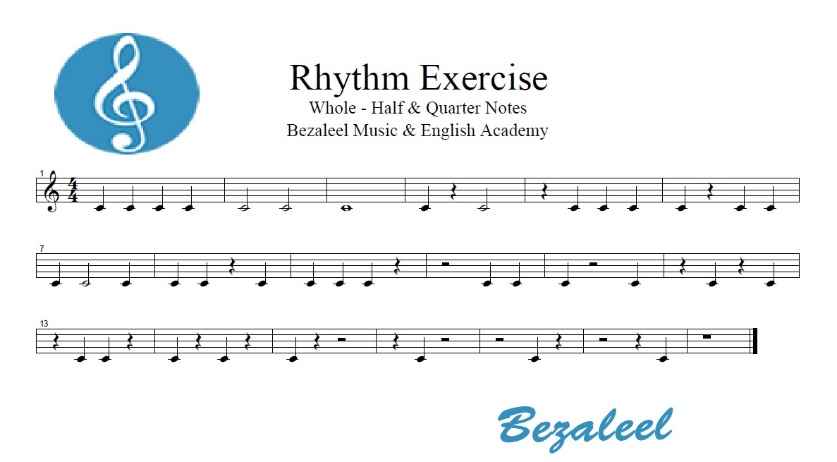 Rhythm Exercise
Whole - Half & Quarter Notes
Bezaleel Music & English Academy
1
4
4
7
13
Bezaleel